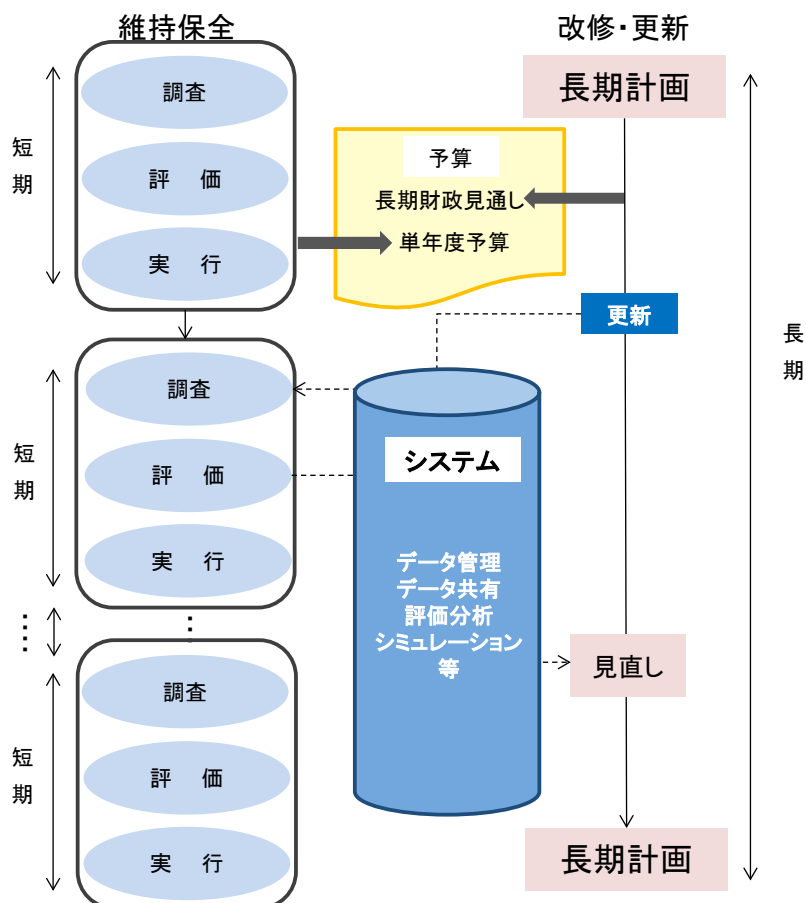 維持保全
改修・更新
短期
調査
評 価
実 行
長期計画
予算
長期財政見通し
単年度予算
更新
長期
短期
調査
評 価
実 行
システム
データ管理
データ共有
評価分析
シミュレーション
等
見直し
⋮
⋮
短期
調査
評 価
実 行
長期計画